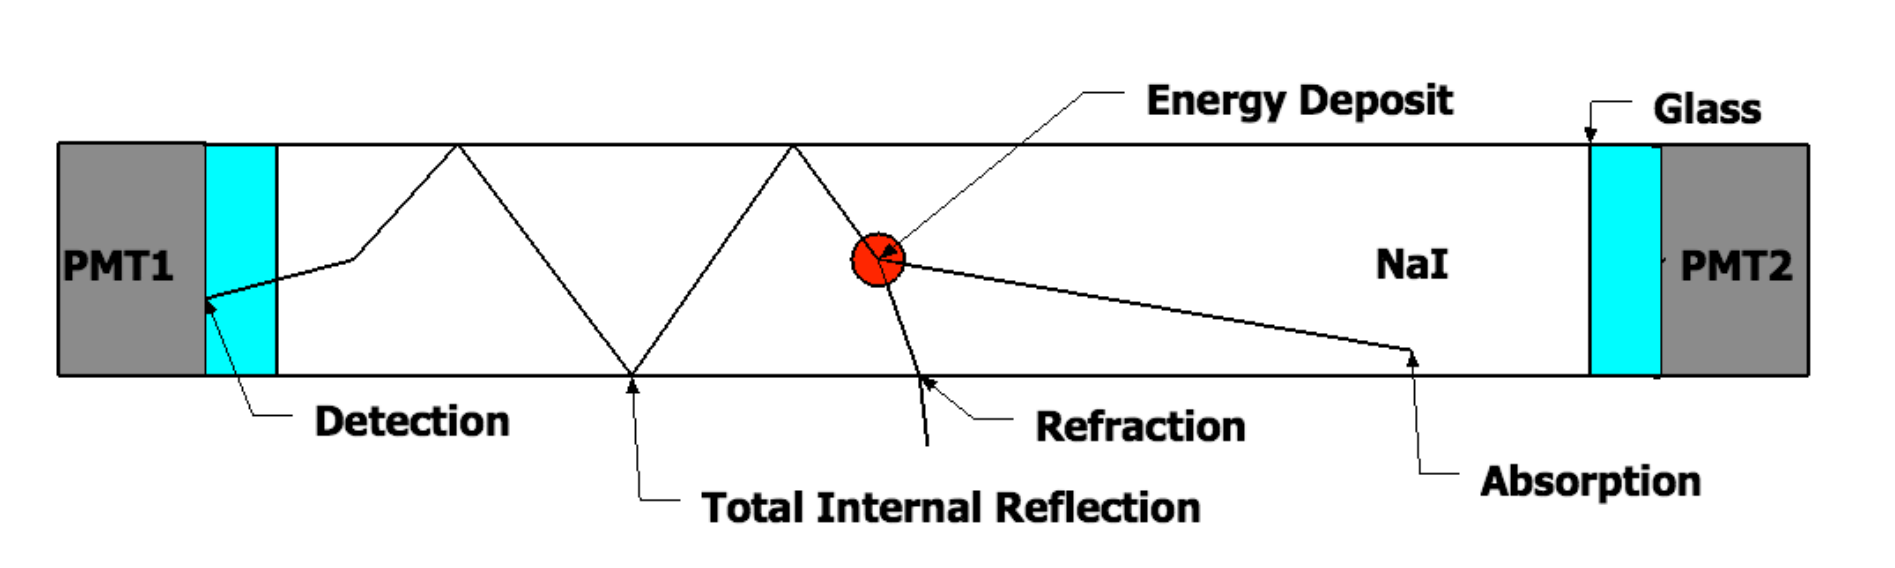 Energy Deposit
Glass
PMT1
NaI
PMT2
Detection
Refraction
Absorption
Total Internal Reflection